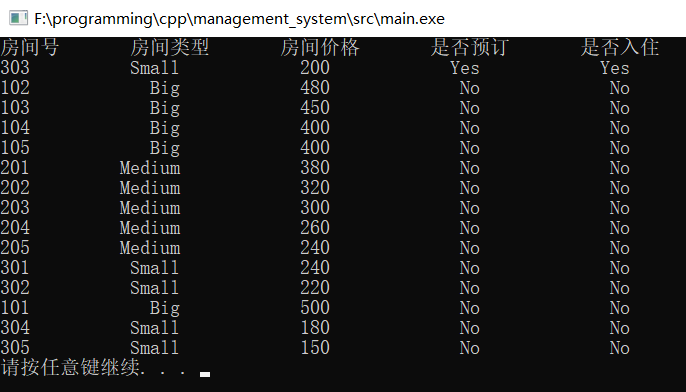 F:\programming\cpp\management_system\src\main.exe
房间号 房间类型 房间价格 是否预订 是否入住
303 Small 200 Yes Yes
102 Big 480 No No
103 Big 450 No No
104 Big 400 No No
105 Big 400 No No
201 Medium 380 No No
202 Medium 320 No No
203 Medium 300 No No
204 Medium 260 No No
205 Medium 240 No No
301 Small 240 No No
302 Small 220 No No
101 Big 500 No No
304 Small 180 No No
305 Small 150 No No
请按任意键继续. . .